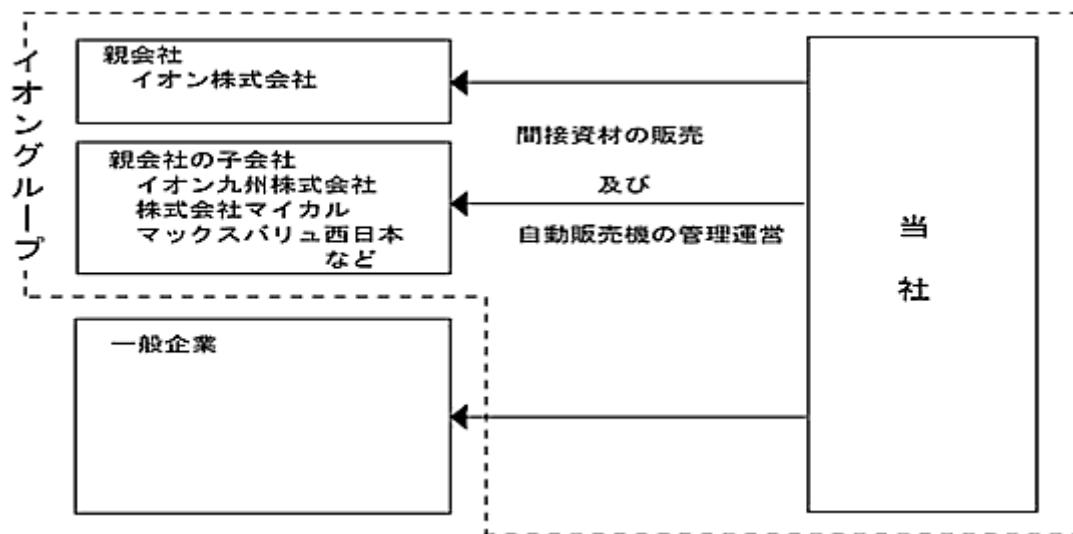 イオングループ
親会社
イオン株式会社
親会社の子会社
イオン九州株式会社
株式会社マイカル
マックスバリュ西日本
など
一般企業
間接資材の販売
及び
自動販売機の管理運営
当社